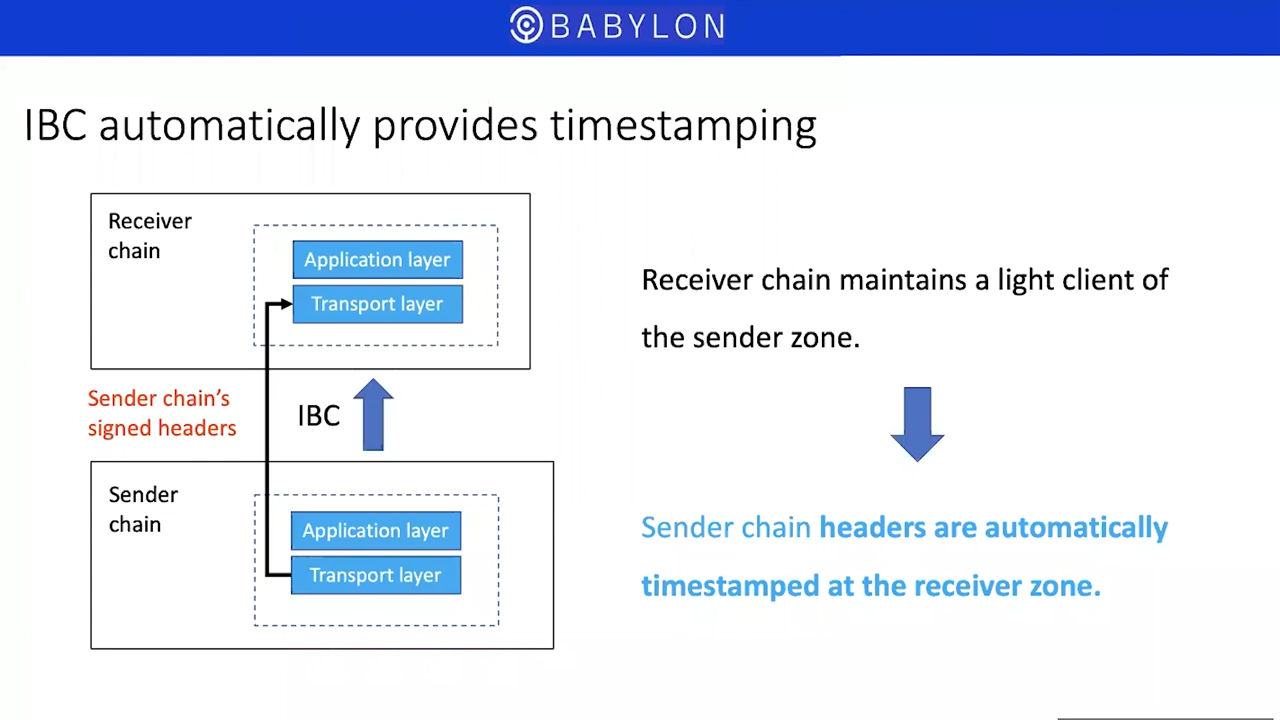 BABYLON
IBC automatically provides timestamping
Receiver
chain
Application layer
Transport layer
Sender chain's
signed headers
IBC
Sender
chain
Application layer
Transport layer
Receiver chain maintains a light client of
the sender zone.
Sender chain headers are automatically
timestamped at the receiver zone.